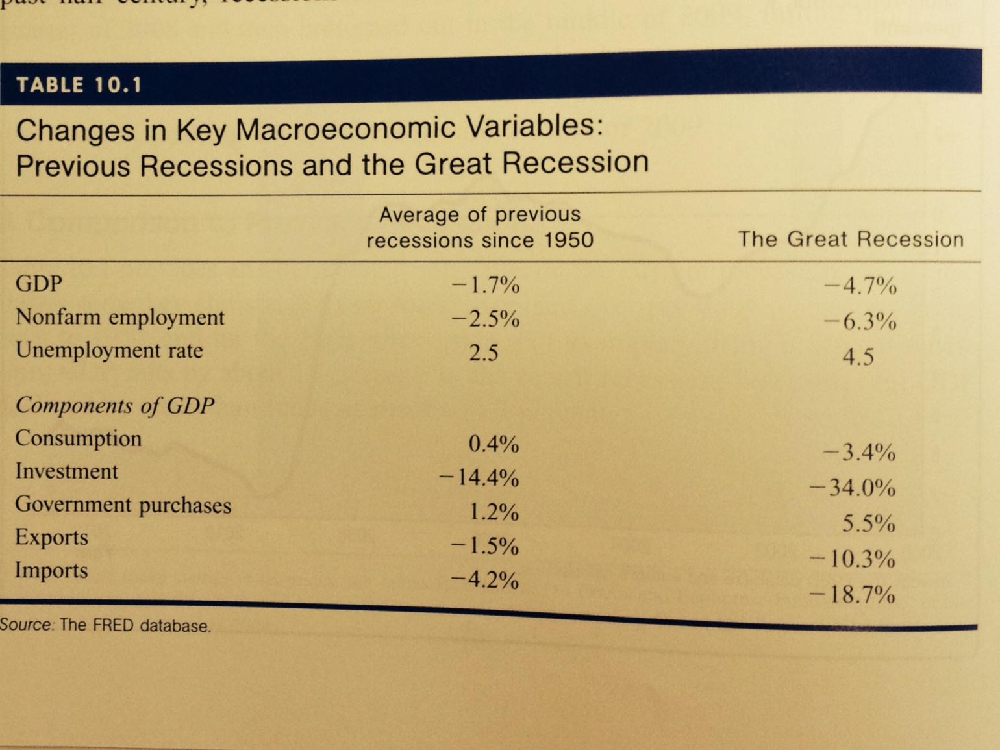 past half century,
TABLE 10.1
Changes in Key Macroeconomic Variables:
Previous Recessions and the Great Recession
Average of previous
recessions since 1950 The Great Recession
GDP −1.7% −4.7%
Nonfarm employment −2.5% −6.3%
Unemployment rate 2.5 4.5
Components of GDP
Consumption 0.4% −3.4%
Investment −14.4% −34.0%
Government purchases 1.2% 5.5%
Exports −1.5% −10.3%
Imports −4.2% −18.7%
Source: The FRED database.